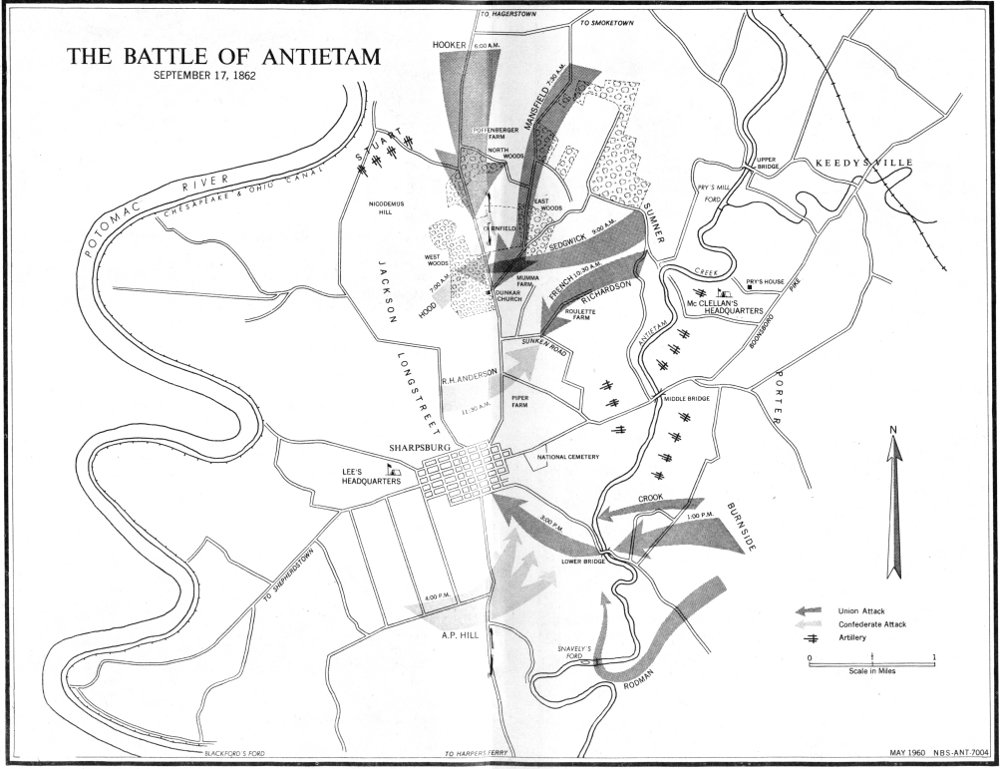 THE BATTLE OF ANTIETAM
SEPTEMBER 17, 1862
TO HAGERSTOWN
TO SMOKETOWN
HOOKER 6:00 A.M.
MANSFIELD 7:30 A.M.
STUART
POFFENBERGER
FARM
NORTH
WOODS
UPPER
BRIDGE
KEEDYSVILLE
POTOMAC RIVER
CHESAPEAKE & OHIO CANAL
PRY'S MILL
FORD
NICODEMUS
HILL
EAST
WOODS
CORNFIELD
SUMNER
SEDGWICK 9:00 A.M.
WEST
WOODS
JACKSON
7:00 A.M.
HOOD
MUMMA
FARM
DUNKAR
CHURCH
FRENCH 10:30 A.M.
RICHARDSON
ROULETTE
FARM
CREEK
ANTIETAM
PRY'S HOUSE
Mc CLELLAN'S
HEADQUARTERS
BOONSBORO PIKE
SUNKEN ROAD
LONGSTREET
R.H. ANDERSON
11:30 A.M.
PIPER
FARM
MIDDLE BRIDGE
PORTER
SHARPSBURG
NATIONAL CEMETERY
LEE'S
HEADQUARTERS
N
CROOK
1:00 P.M.
BURNSIDE
3:00 P.M.
LOWER BRIDGE
TO SHEPHERDSTOWN
4:00 P.M.
A.P. HILL
SNAVELY'S
FORD
RODMAN
Union Attack
Confederate Attack
Artillery
0 1
Scale in Miles
BLACKFORD'S FORD
TO HARPERS FERRY
MAY 1960 NBS-ANT-7004